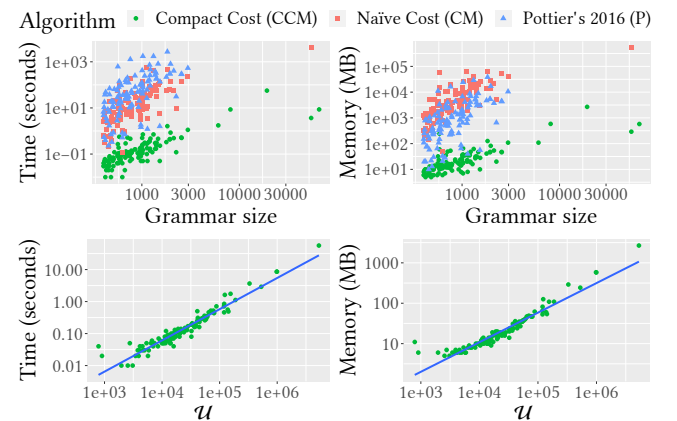 Algorithm Compact Cost (CCM) Naïve Cost (CM) Pottier's 2016 (P)
Time (seconds)
1e+03
1e+01
1e−01
1000 3000 10000 30000
Grammar size
Memory (MB)
1e+05
1e+04
1e+03
1e+02
1e+01
1000 3000 10000 30000
Grammar size
Time (seconds)
10.00
1.00
0.10
0.01
1e+03 1e+04 1e+05 1e+06
𝒰
Memory (MB)
1000
100
10
1e+03 1e+04 1e+05 1e+06
𝒰